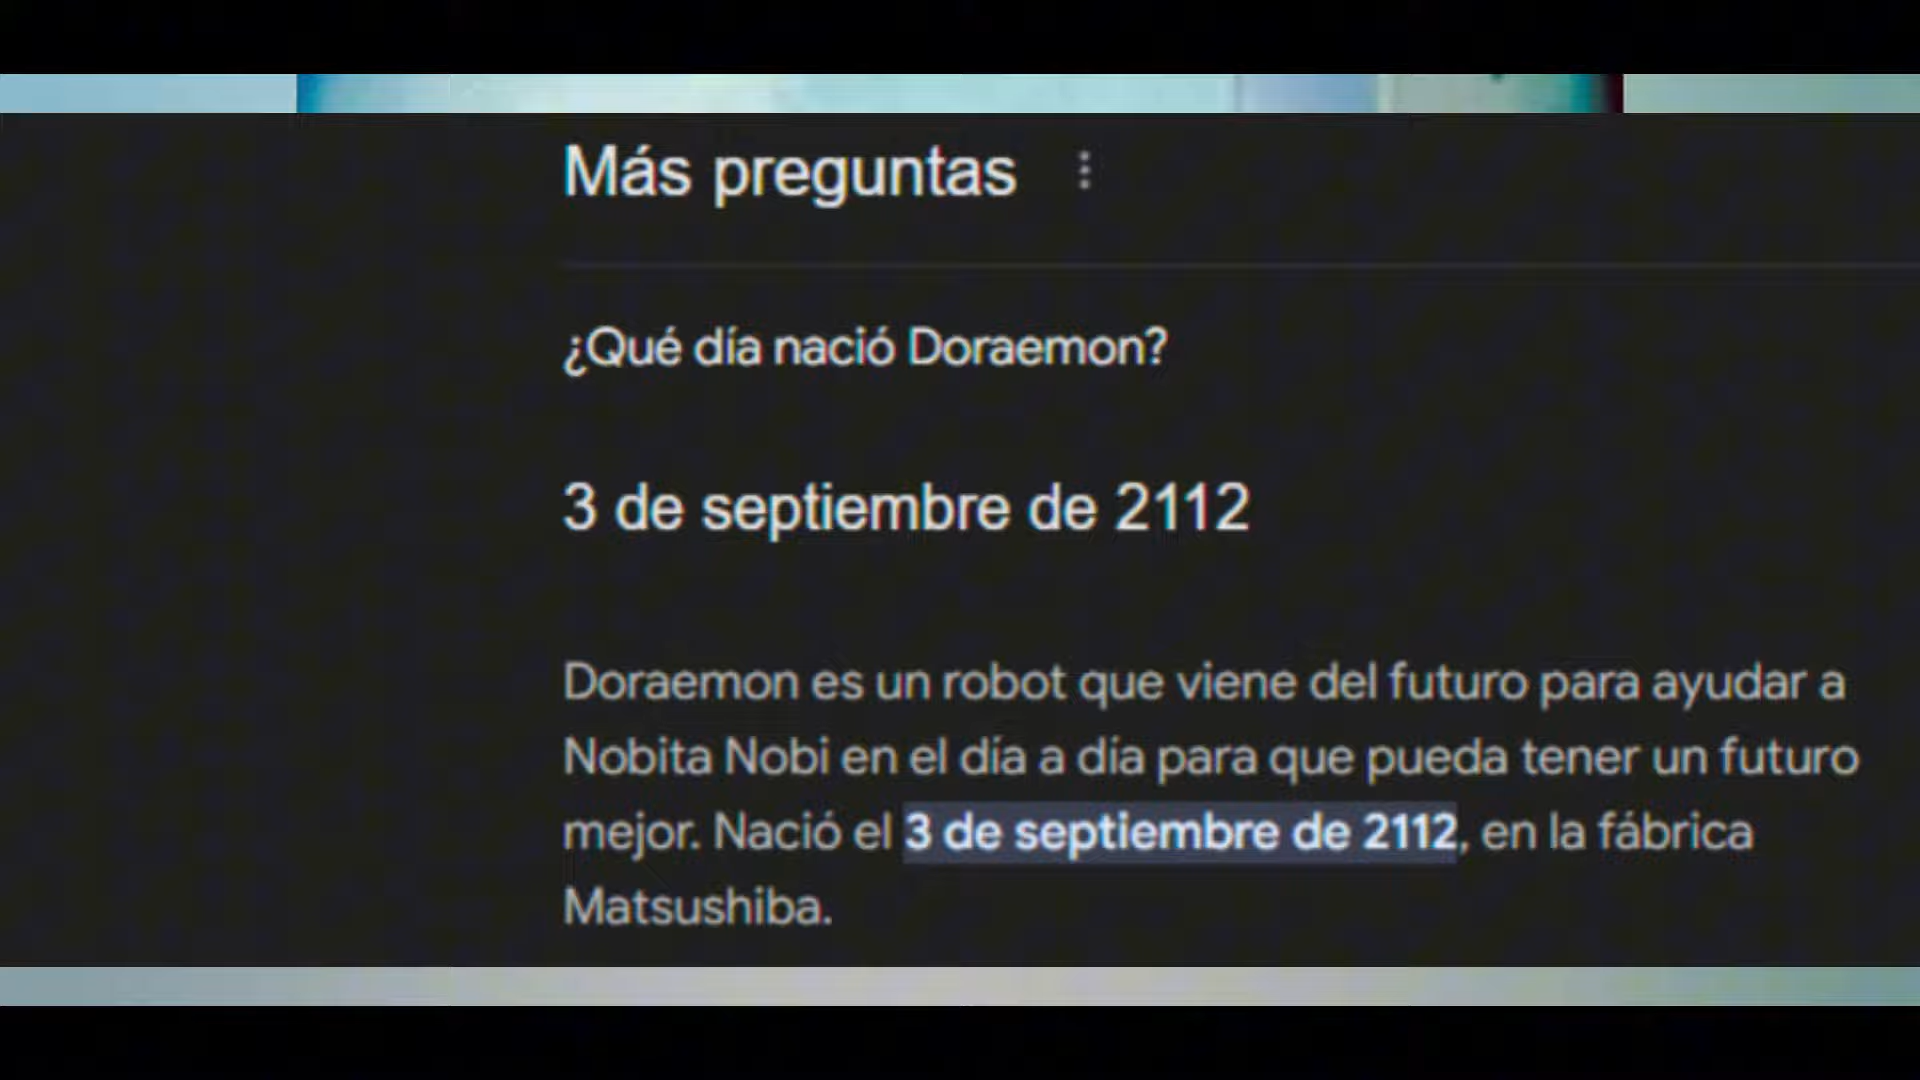 Más preguntas
¿Qué día nació Doraemon?
3 de septiembre de 2112
Doraemon es un robot que viene del futuro para ayudar a
Nobita Nobi en el día a día para que pueda tener un futuro
mejor. Nació el 3 de septiembre de 2112, en la fábrica
Matsushiba.